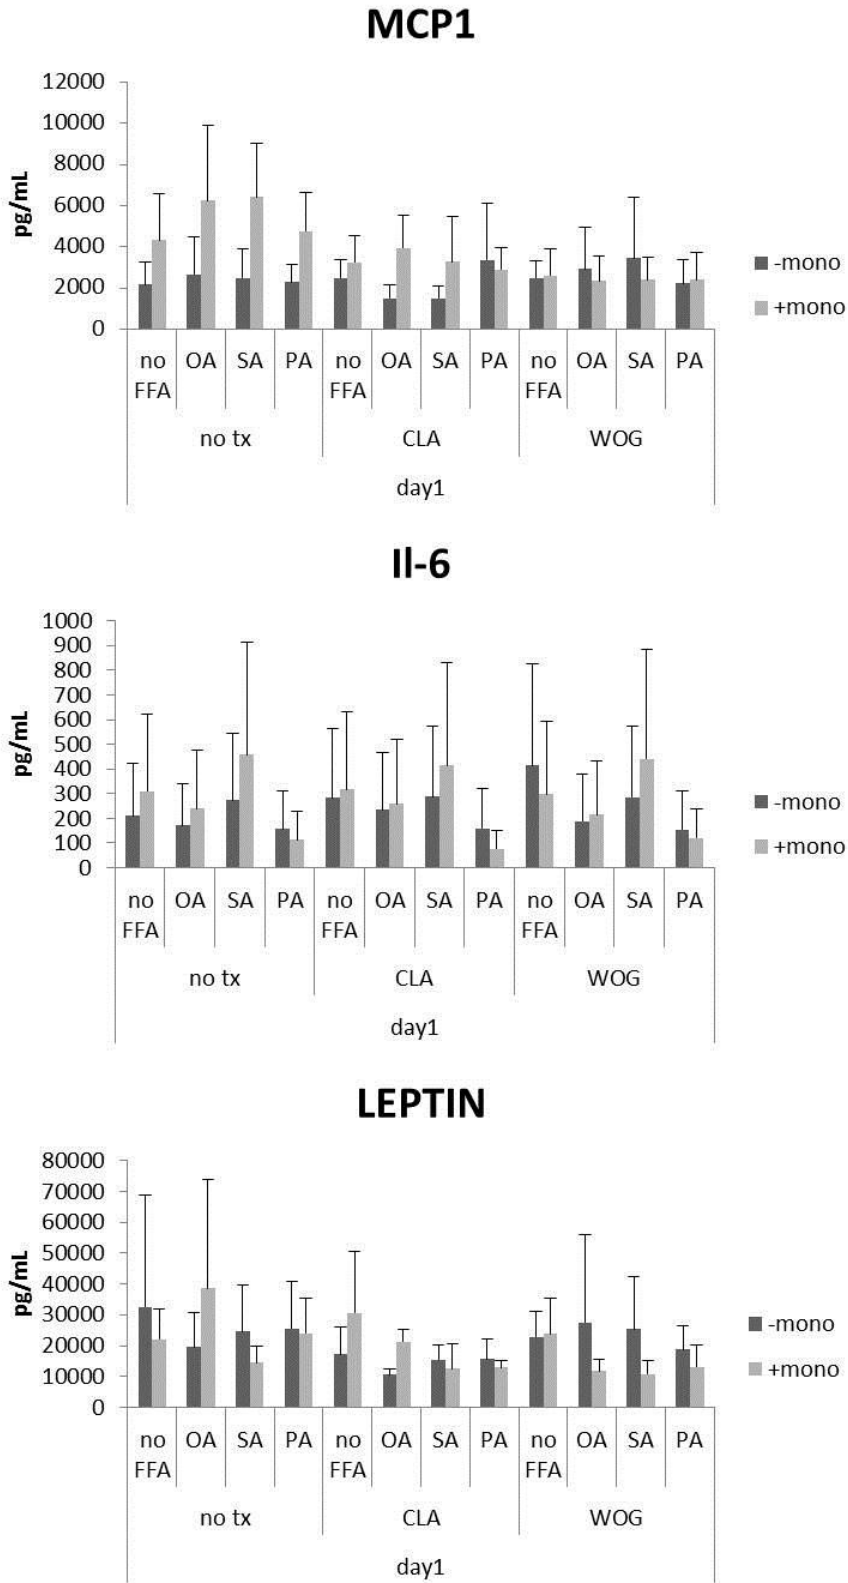 MCP1
12000
10000
8000
6000
4000
2000
0
pg/mL
no FFA OA SA PA no FFA OA SA PA no FFA OA SA PA
no tx CLA WOG
day1
-mono
+mono
Il-6
1000
900
800
700
600
500
400
300
200
100
0
pg/mL
no FFA OA SA PA no FFA OA SA PA no FFA OA SA PA
no tx CLA WOG
day1
-mono
+mono
LEPTIN
80000
70000
60000
50000
40000
30000
20000
10000
0
pg/mL
no FFA OA SA PA no FFA OA SA PA no FFA OA SA PA
no tx CLA WOG
day1
-mono
+mono